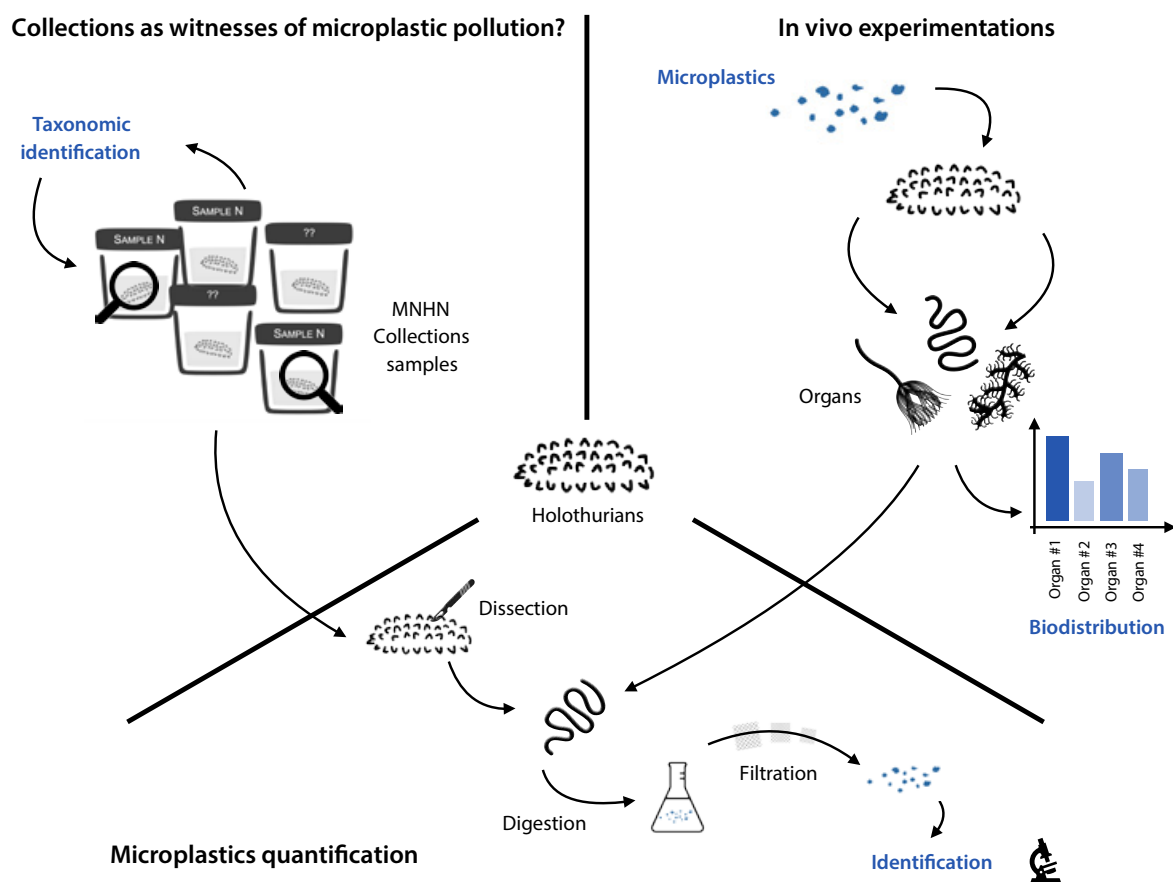 Collections as witnesses of microplastic pollution?
Taxonomic
identification
SAMPLE N
SAMPLE N
??
??
SAMPLE N
MNHN
Collections
samples
In vivo experimentations
Microplastics
Organs
Organ #1
Organ #2
Organ #3
Organ #4
Biodistribution
Holothurians
Dissection
Digestion
Filtration
Identification
Microplastics quantification